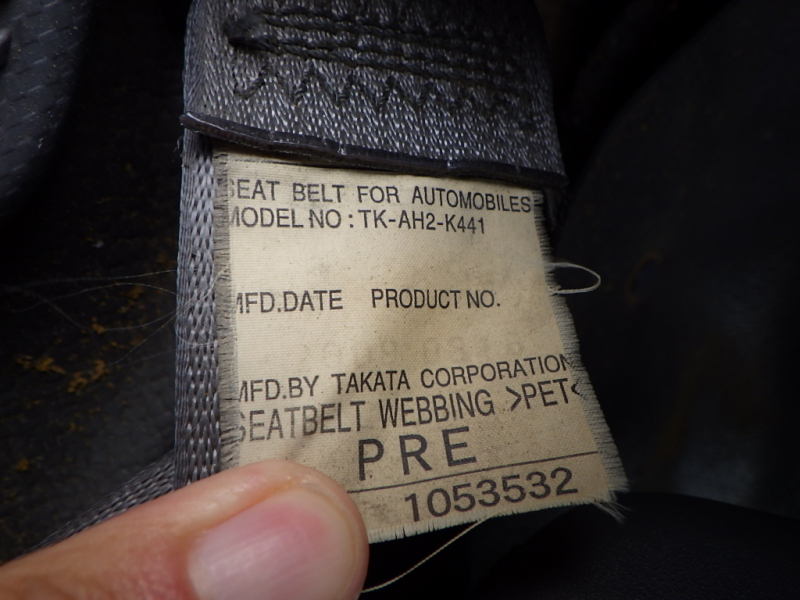 SEAT BELT FOR AUTOMOBILES
MODEL NO : TK-AH2-K441
MFD.DATE PRODUCT NO.
MFD.BY TAKATA CORPORATION
SEATBELT WEBBING >PET<
PRE
1053532